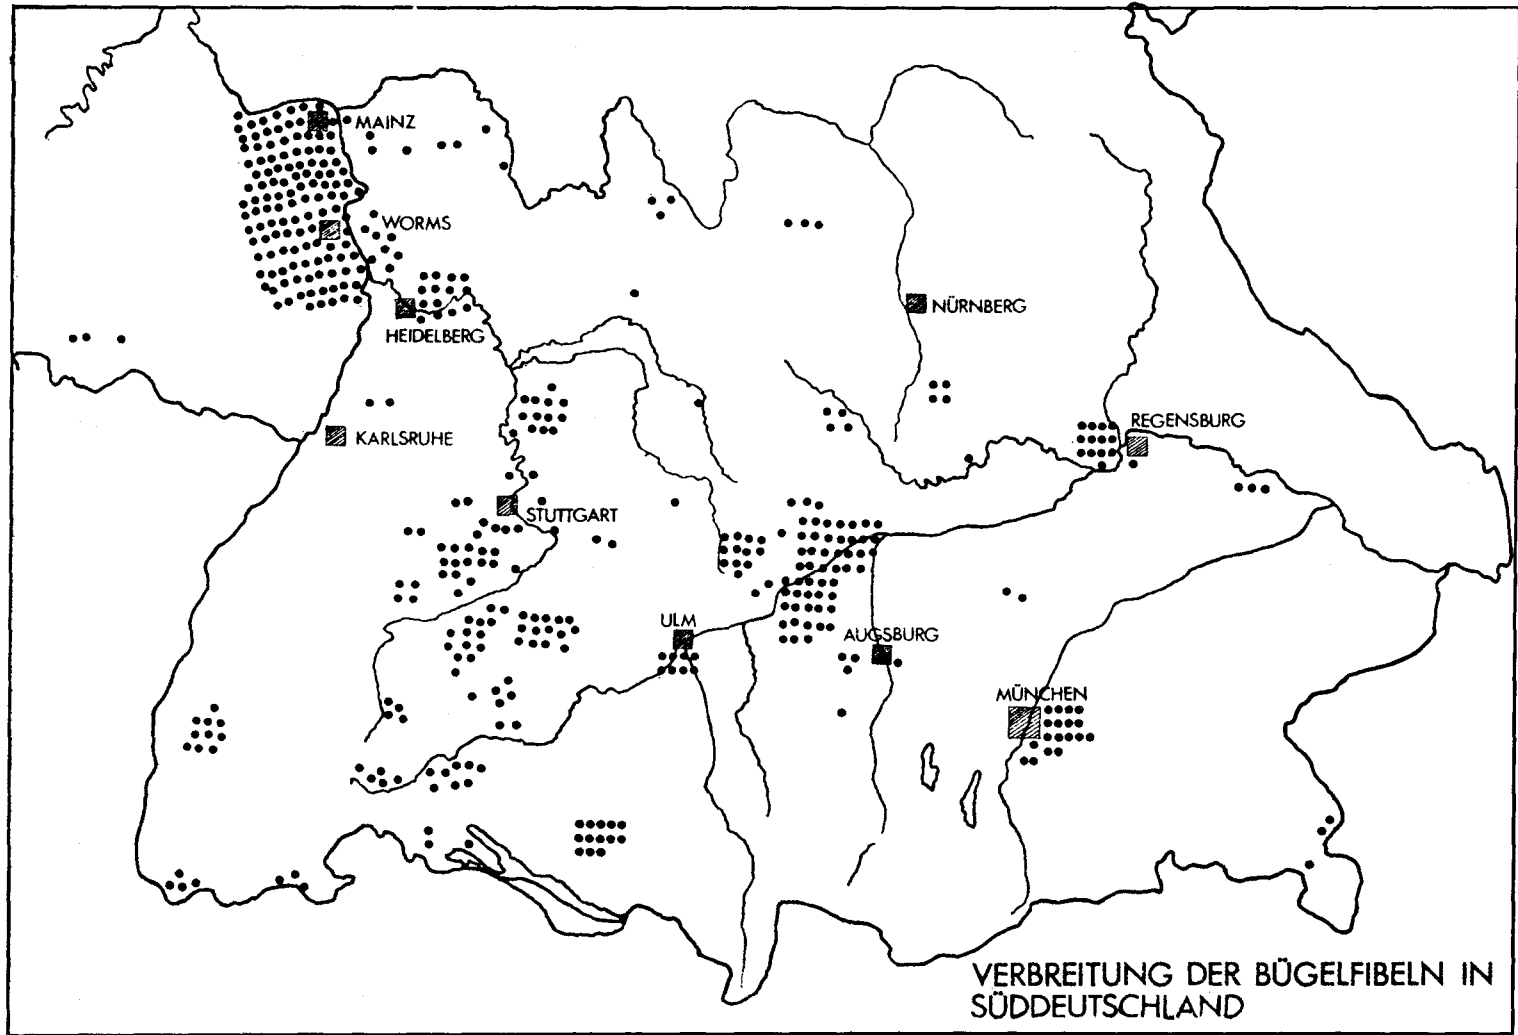 MAINZ
WORMS
HEIDELBERG
NÜRNBERG
KARLSRUHE
REGENSBURG
STUTTGART
ULM
AUGSBURG
MÜNCHEN
VERBREITUNG DER BÜGELFIBELN IN
SÜDDEUTSCHLAND